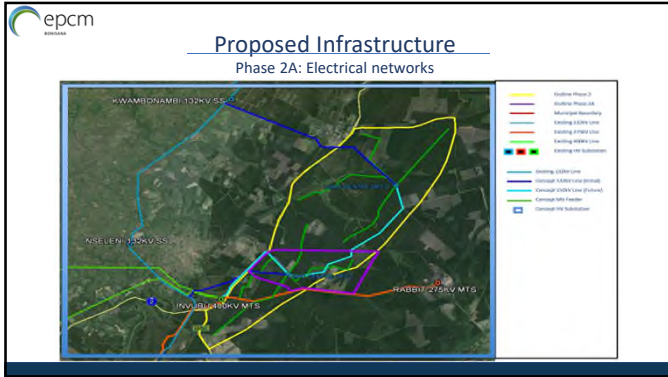 epcm
BONISANA
Proposed Infrastructure
Phase 2A: Electrical networks
KWAMBONAMBI 132KV SS
NSELENI 132KV SS
INVUBU 400KV MTS
RABBIT 275KV MTS
Outline Phase 2
Outline Phase 2A
Municipal Boundary
Existing 132kV Line
Existing 275kV Line
Existing 400kV Line
Existing HV Substation
Existing 132kV Line
Concept 132kV Line (Initial)
Concept 132kV Line (Future)
Concept MV Feeder
Concept HV Substation